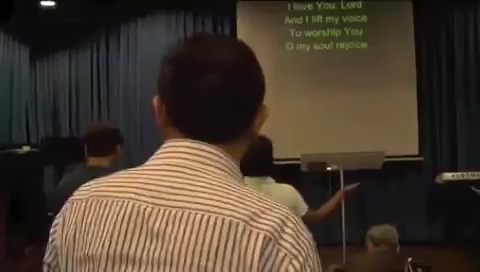 I love You, Lord
And I lift my voice
To worship You
O my soul rejoice